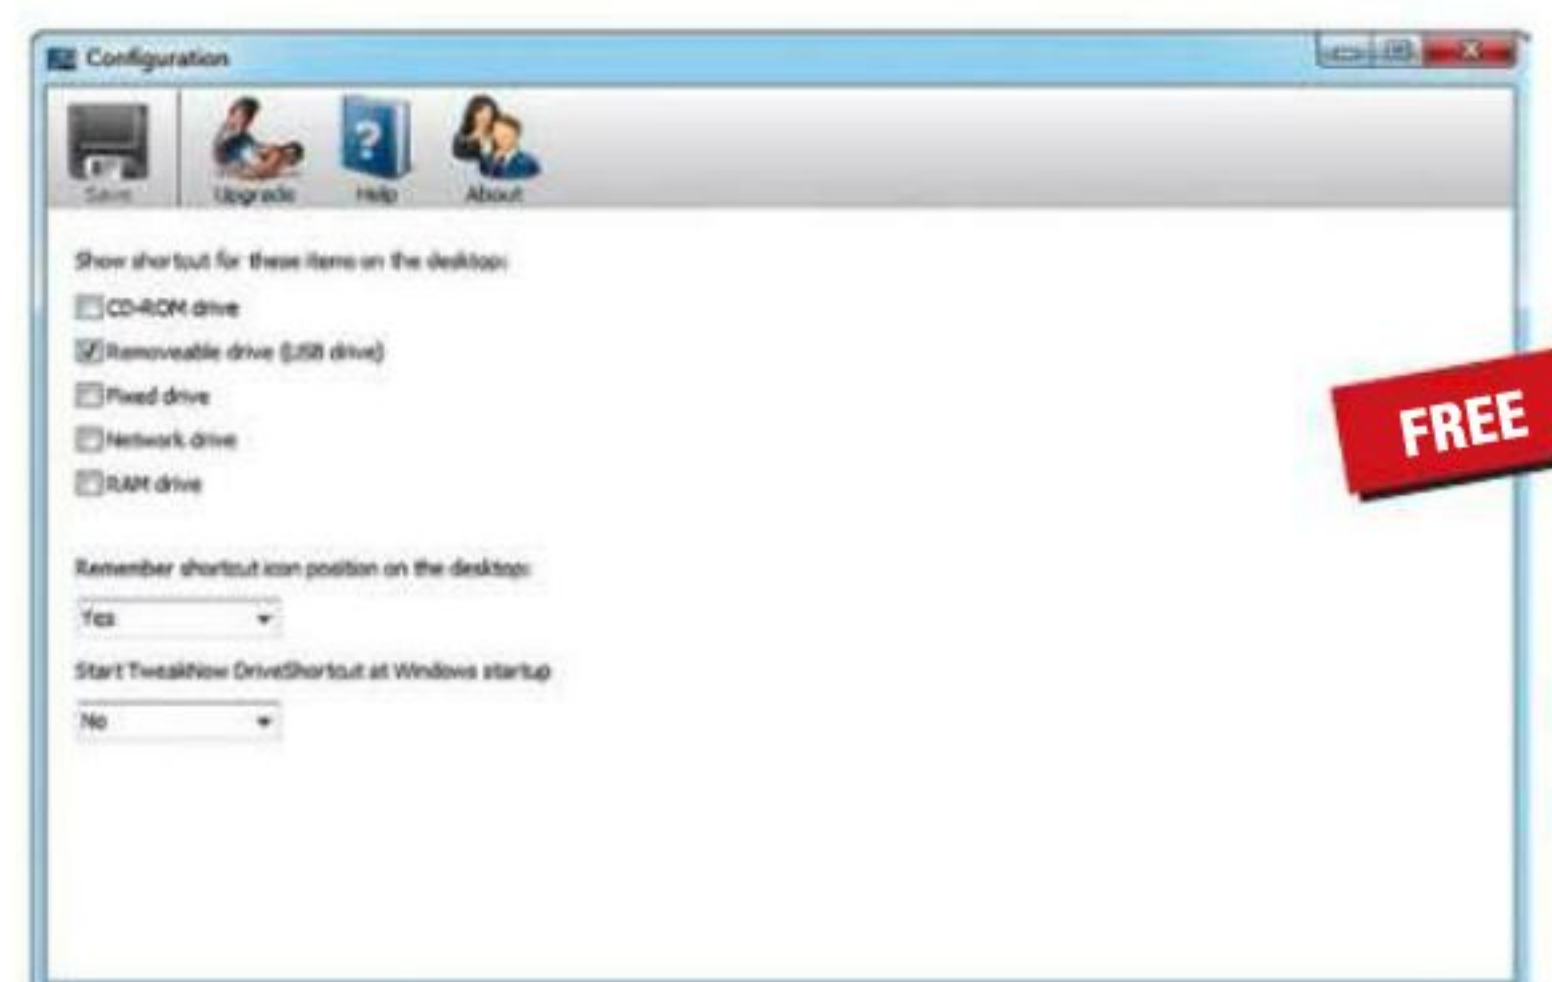 Configuration
Save Upgrade Help About
Show shortcut for these items on the desktop:
CD-ROM drive
Removeable drive (USB drive)
Fixed drive
FREE
Network drive
RAM drive
Remember shortcut icon position on the desktop:
Yes
Start TweakNow DriveShortcut at Windows startup
No